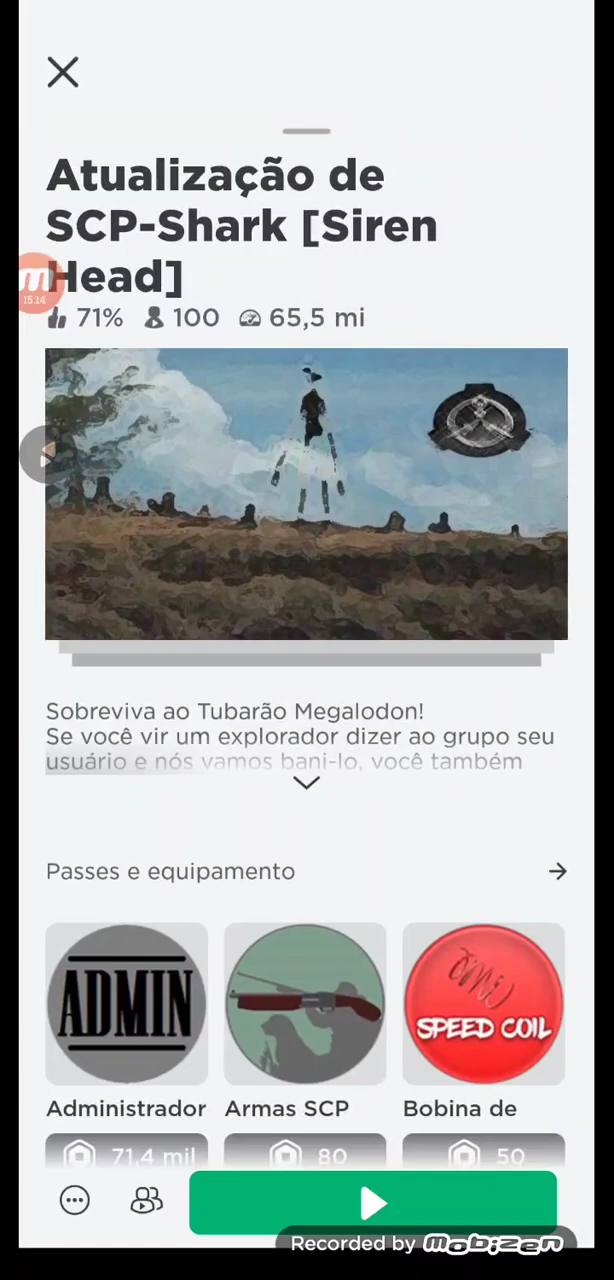 Atualização de
SCP-Shark [Siren
Head]
15:14
71% 100 65,5 mi
Sobreviva ao Tubarão Megalodon!
Se você vir um explorador dizer ao grupo seu
usuário e nós vamos bani-lo, você também
Passes e equipamento
ADMIN
SPEED COIL
Administrador Armas SCP Bobina de
71,4 mil 80 50
Recorded by mobizen